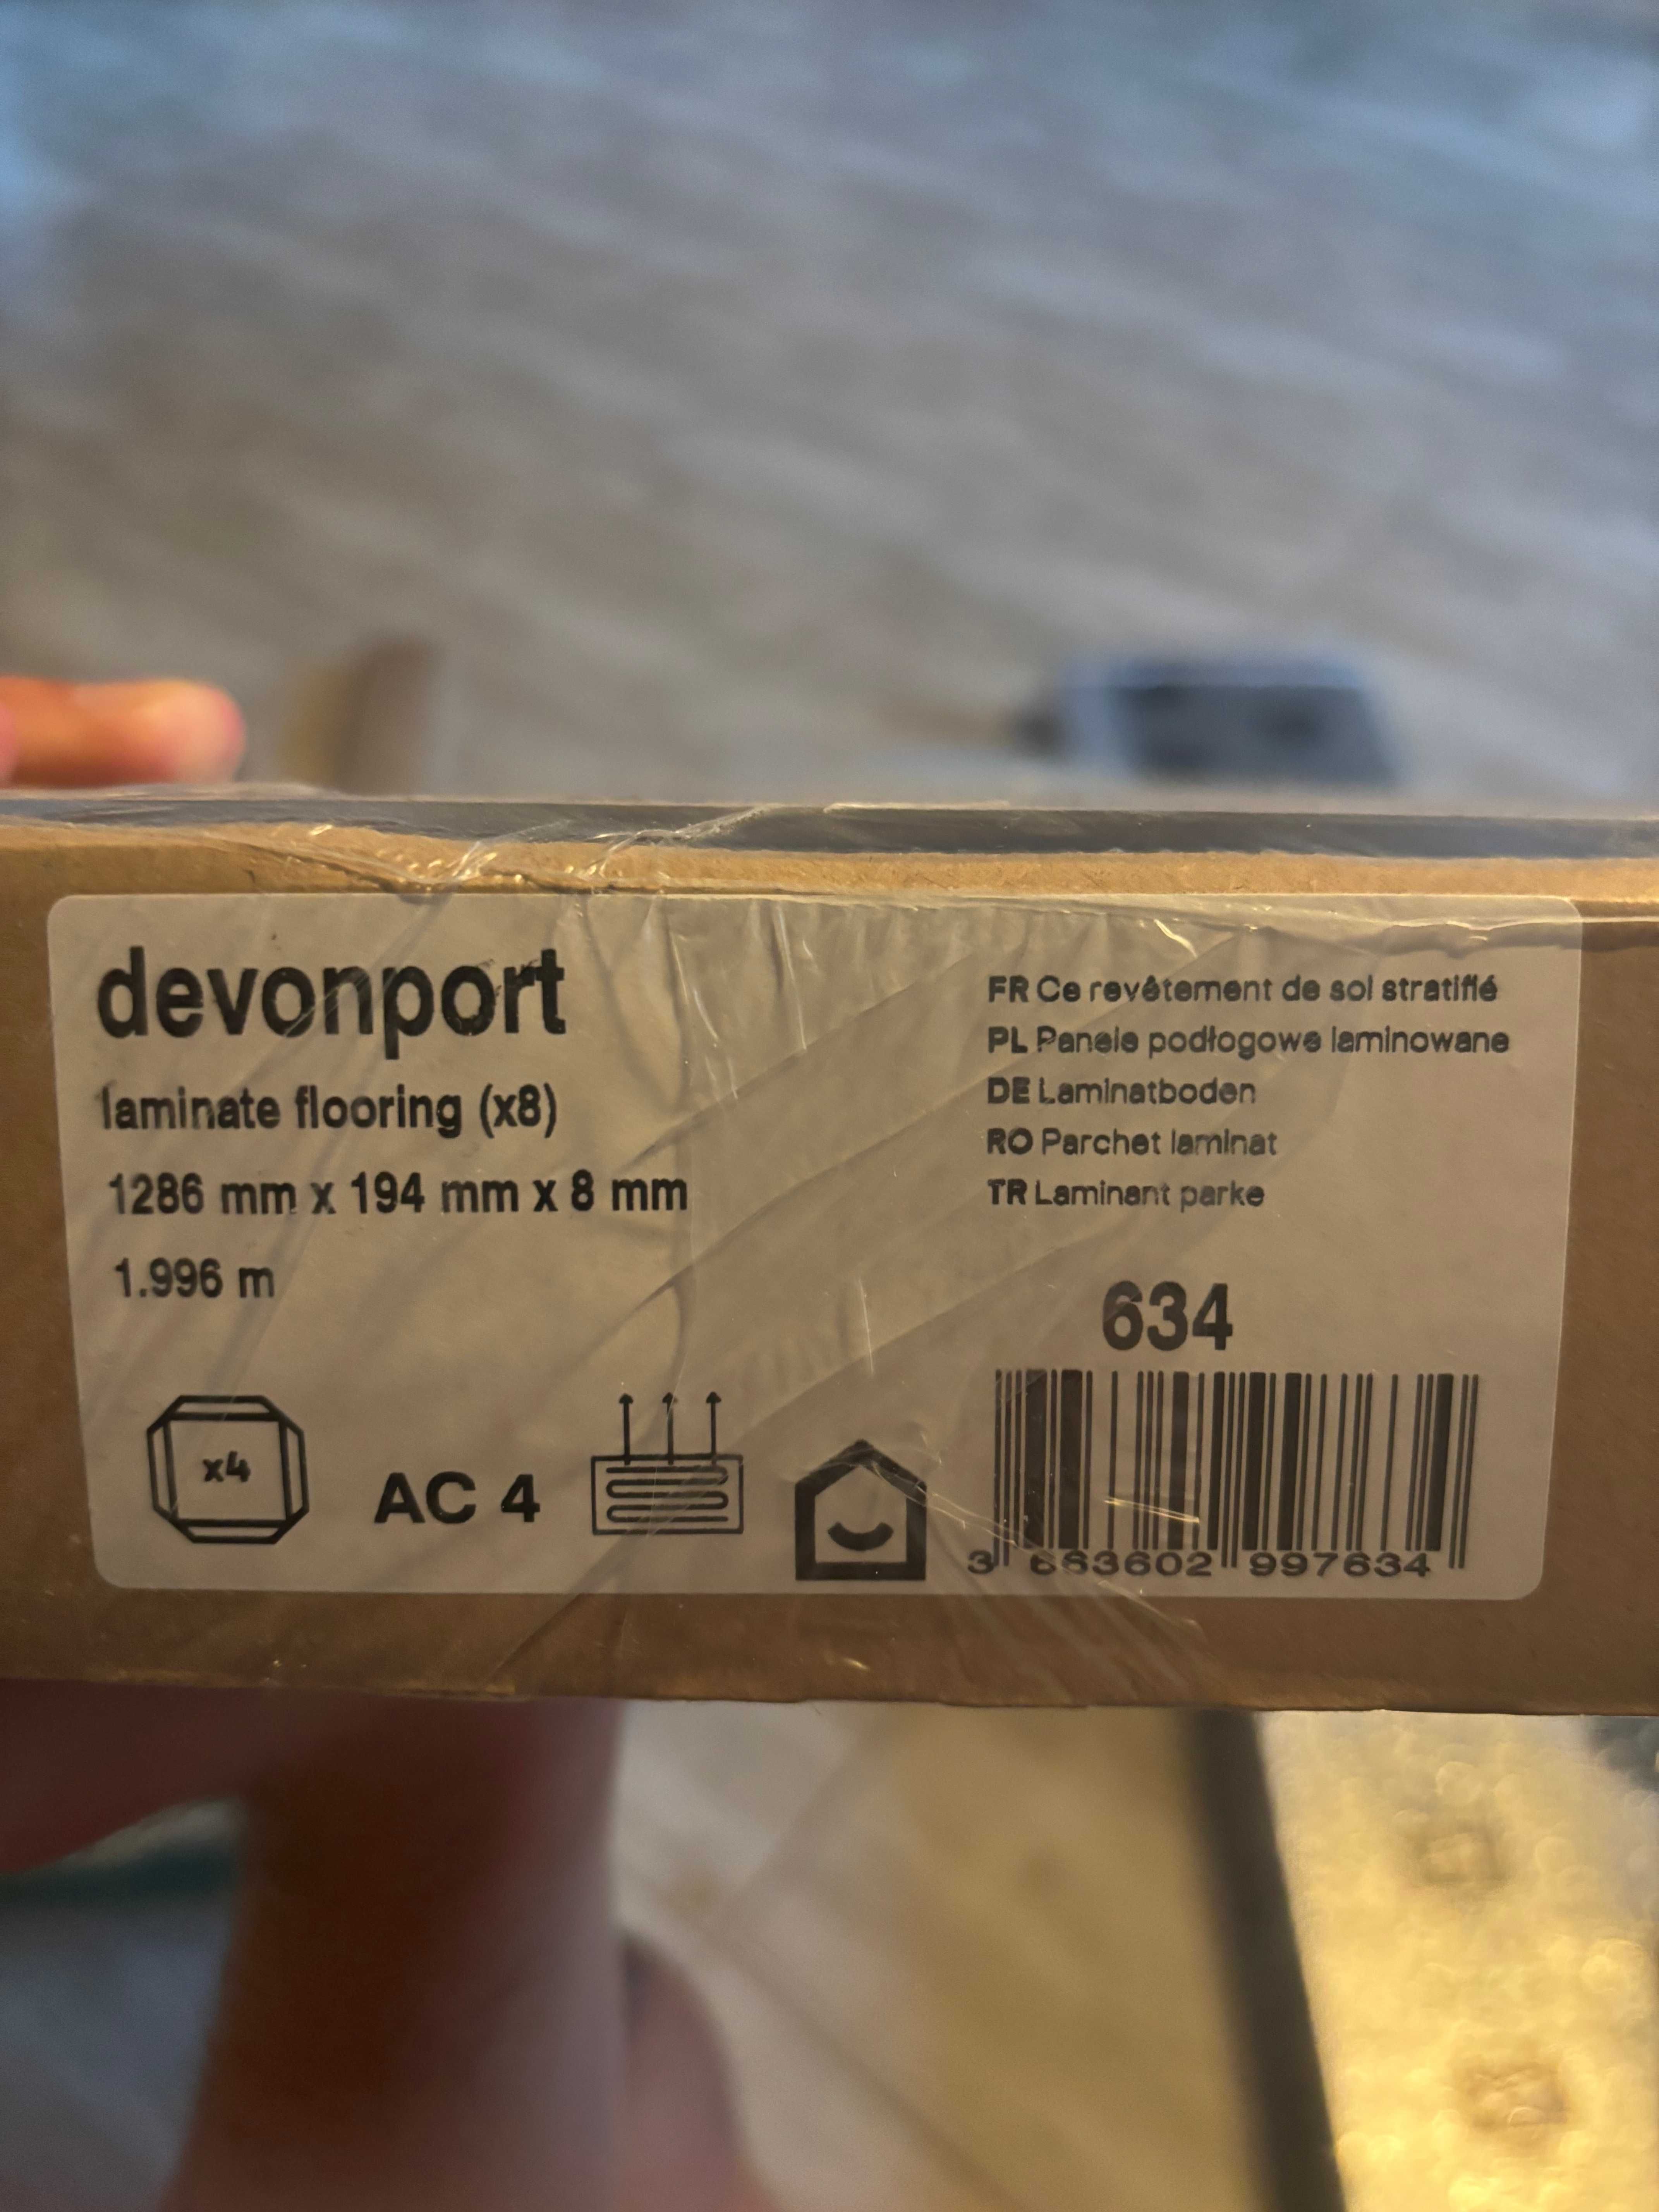 devonport
laminate flooring (x8)
1286 mm x 194 mm x 8 mm
1.996 m
x4
AC 4
FR Ce revêtement de sol stratifié
PL Panele podłogowe laminowane
DE Laminatboden
RO Parchet laminat
TR Laminant parke
634
3 663602 997634